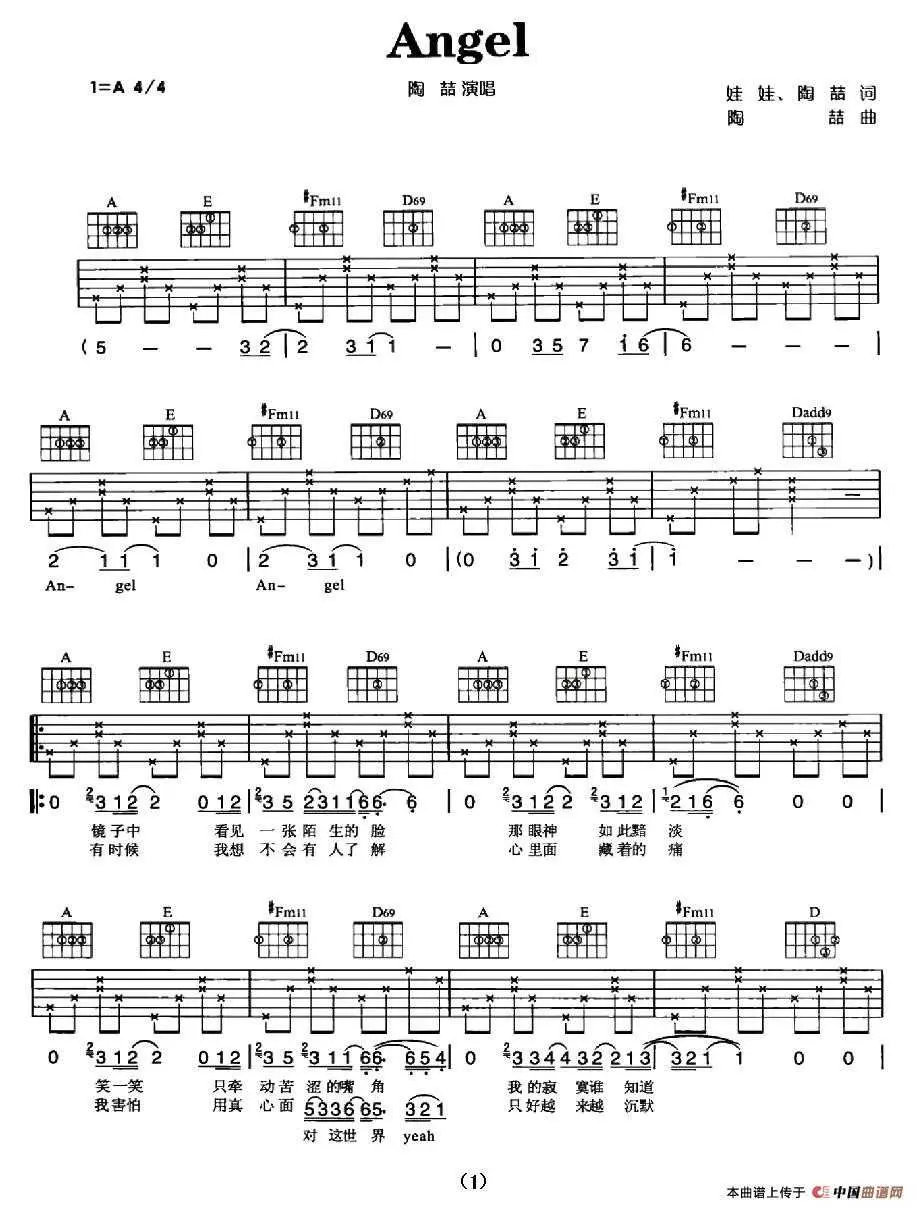 Angel
1=A 4/4
陶 喆 演唱
娃 娃、陶 喆 词
陶 喆 曲
A E #Fm11 D69 A E #Fm11 D69
( 5 — — 3 2 | 2 3 1 1 — | 0 3 5 7 1 6 | 6 — — — |
A E #Fm11 D69 A E #Fm11 Dadd9
2 1 1 1 0 | 2 3 1 1 0 | (0 3 1 2 3 1 | 1 — — — ) |
An- gel An- gel
A E #Fm11 D69 A E #Fm11 Dadd9
0 2 3 1 2 2 0 1 2 | 2 3 5 2 3 1 1 6 6 . 6 | 0 2 3 1 2 2 2 3 1 2 | 1 2 1 6 6 0 0 |
镜子中 看见 一张陌生的脸 那眼神 如此黯 淡
有时候 我想 不会有人了解 心里面 藏着的 痛
A E #Fm11 D69 A E #Fm11 D
0 2 3 1 2 2 0 1 2 | 2 3 5 2 3 1 1 6 6 . 6 5 4 | 0 2 3 3 4 4 3 2 2 1 3 | 3 2 1 1 0 0 |
笑一笑 只牵 动苦涩的嘴 角 我的寂 寞谁 知道
我害怕 用真 心面 5 3 3 6 6 5. 3 2 1 只好越 来越 沉默
对 这世 界 yeah
(1)
本曲谱上传于 中国曲谱网